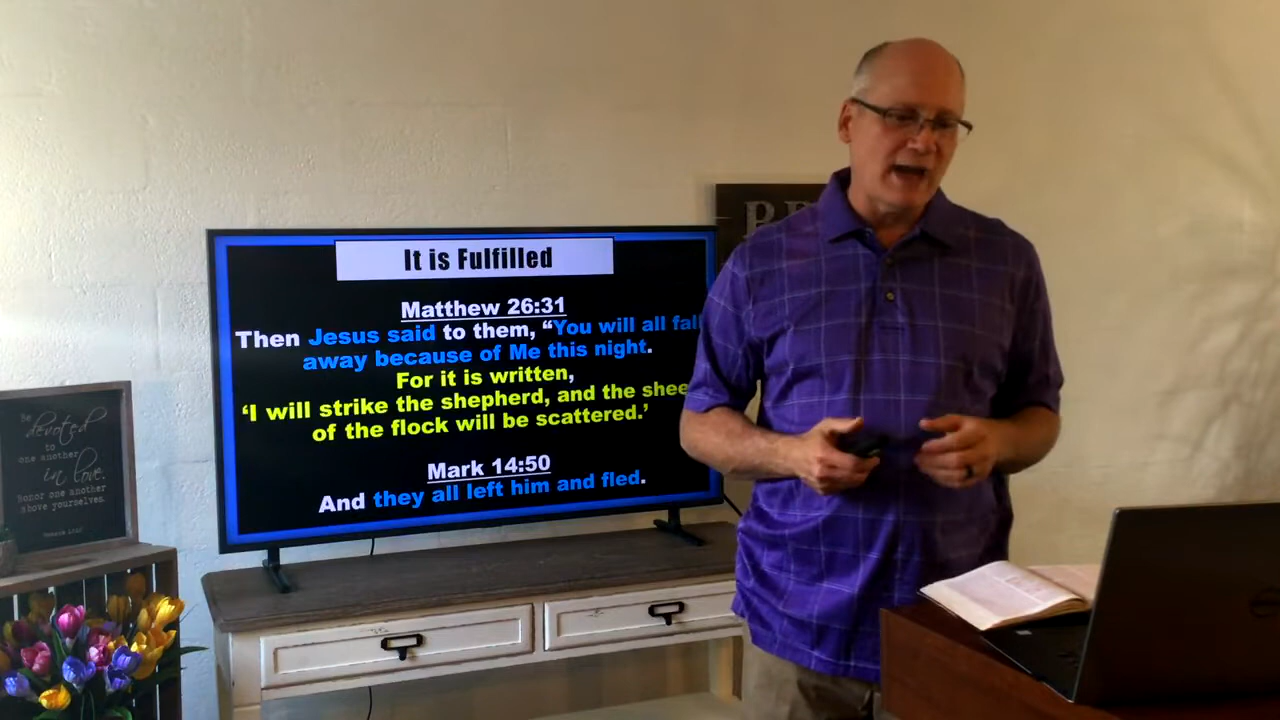 It is Fulfilled
Matthew 26:31
Then Jesus said to them, “You will all fall
away because of Me this night.
For it is written,
‘I will strike the shepherd, and the shee
of the flock will be scattered.’
Mark 14:50
And they all left him and fled.
Be
devoted
to
one another
in love.
Honor one another
above yourselves.